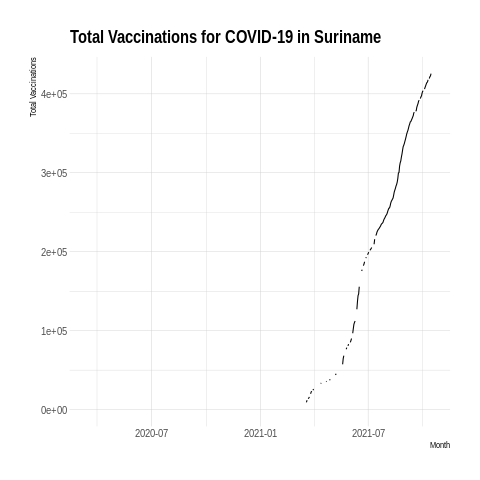 Total Vaccinations for COVID-19 in Suriname
Total Vaccinations
4e+05
3e+05
2e+05
1e+05
0e+00
2020-07 2021-01 2021-07
Month